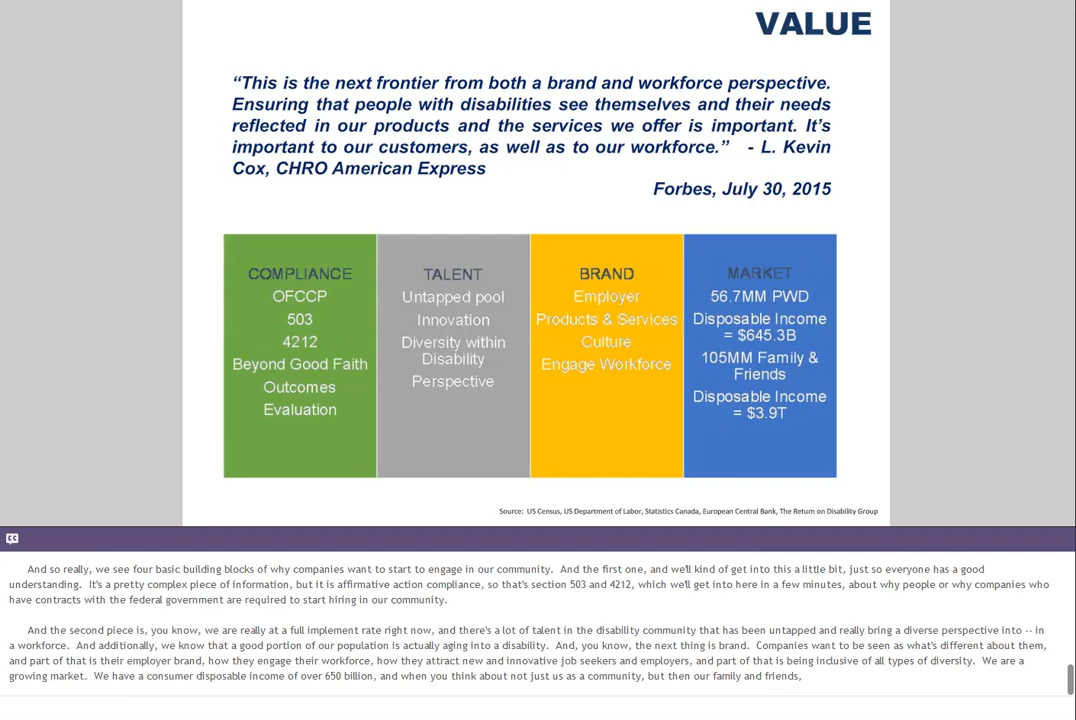 VALUE
“This is the next frontier from both a brand and workforce perspective.
Ensuring that people with disabilities see themselves and their needs
reflected in our products and the services we offer is important. It’s
important to our customers, as well as to our workforce.” - L. Kevin
Cox, CHRO American Express
Forbes, July 30, 2015
COMPLIANCE
OFCCP
503
4212
Beyond Good Faith
Outcomes
Evaluation
TALENT
Untapped pool
Innovation
Diversity within
Disability
Perspective
BRAND
Employer
Products & Services
Culture
Engage Workforce
MARKET
56.7MM PWD
Disposable Income
= $645.3B
105MM Family &
Friends
Disposable Income
= $3.9T
Source: US Census, US Department of Labor, Statistics Canada, European Central Bank, The Return on Disability Group
And so really, we see four basic building blocks of why companies want to start to engage in our community. And the first one, and we'll kind of get into this a little bit, just so everyone has a good
understanding. It's a pretty complex piece of information, but it is affirmative action compliance, so that's section 503 and 4212, which we'll get into here in a few minutes, about why people or why companies who
have contracts with the federal government are required to start hiring in our community.
And the second piece is, you know, we are really at a full implement rate right now, and there's a lot of talent in the disability community that has been untapped and really bring a diverse perspective into -- in
a workforce. And additionally, we know that a good portion of our population is actually aging into a disability. And, you know, the next thing is brand. Companies want to be seen as what's different about them,
and part of that is their employer brand, how they engage their workforce, how they attract new and innovative job seekers and employers, and part of that is being inclusive of all types of diversity. We are a
growing market. We have a consumer disposable income of over 650 billion, and when you think about not just us as a community, but then our family and friends,